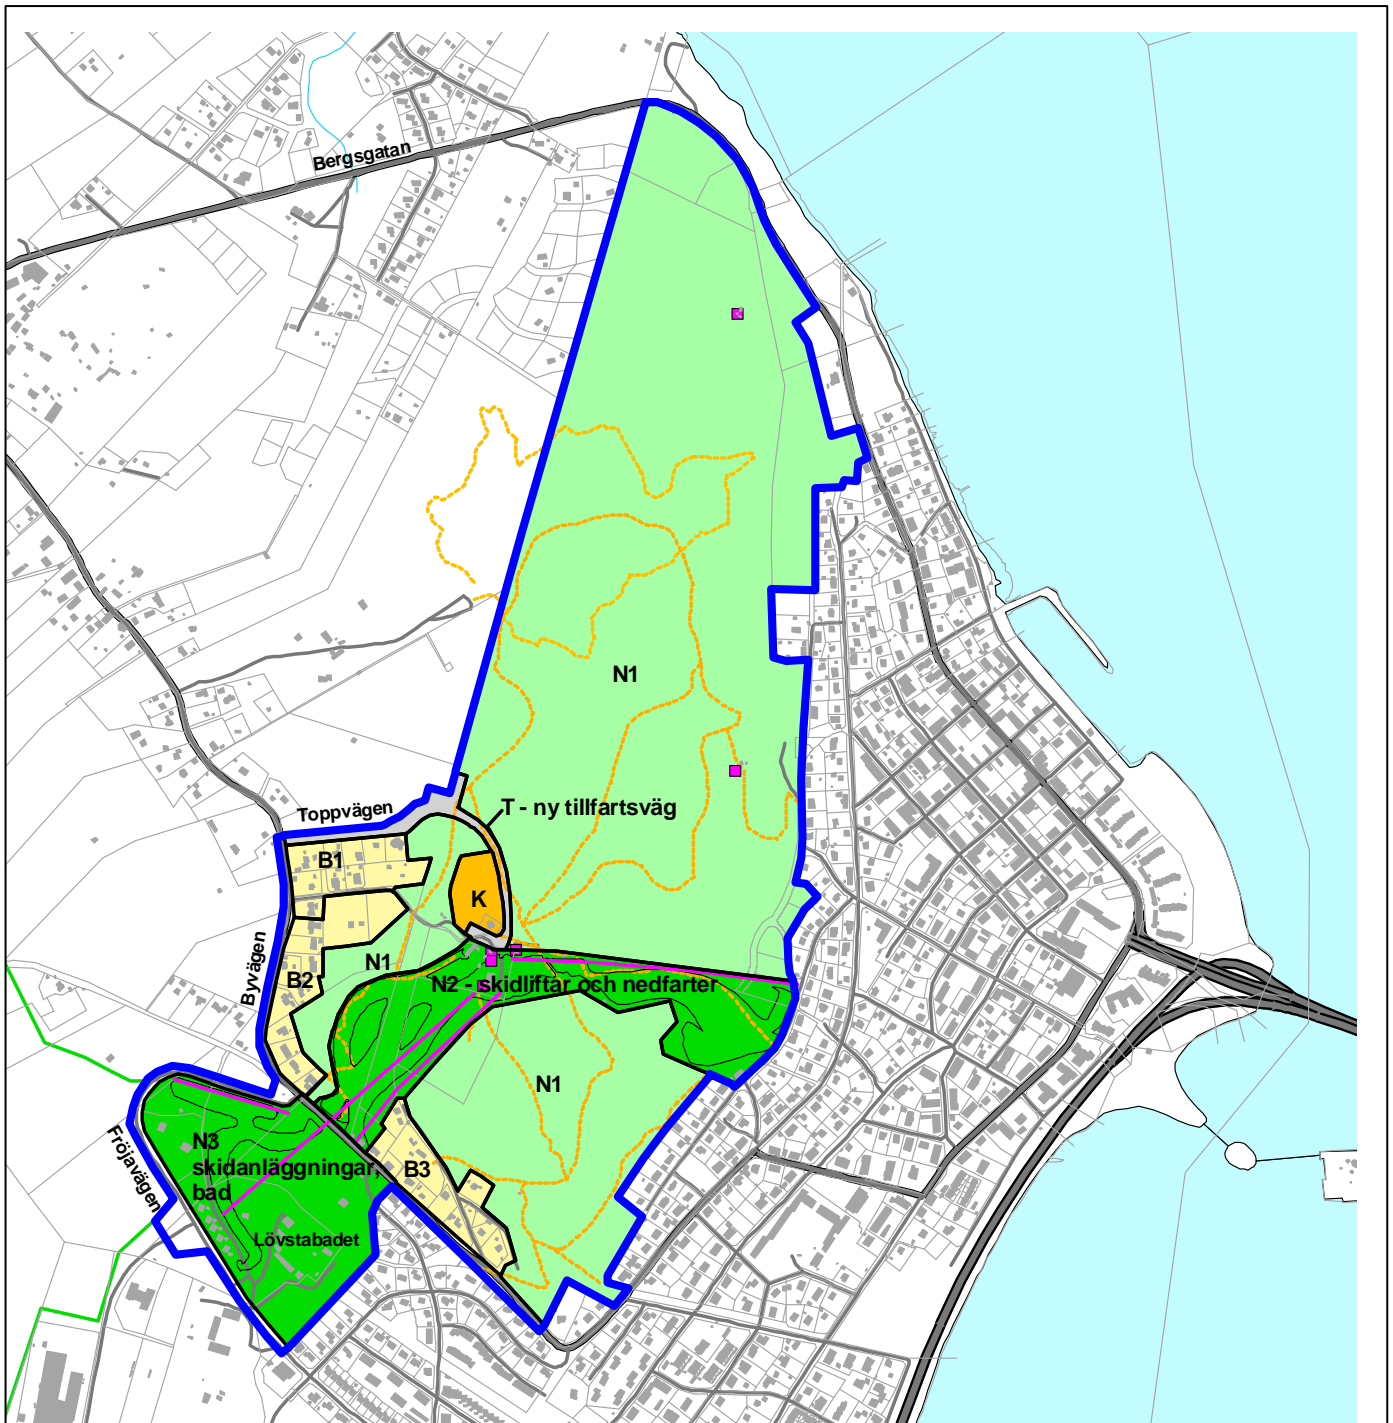 Bergsgatan
N1
T - ny tillfartsväg
Toppvägen
B1
K
Byvägen
N1
B2
N2 - skidliftar och nedfarter
N1
Fröjavägen
N3
skidanläggningar,
bad
B3
Lövstabadet